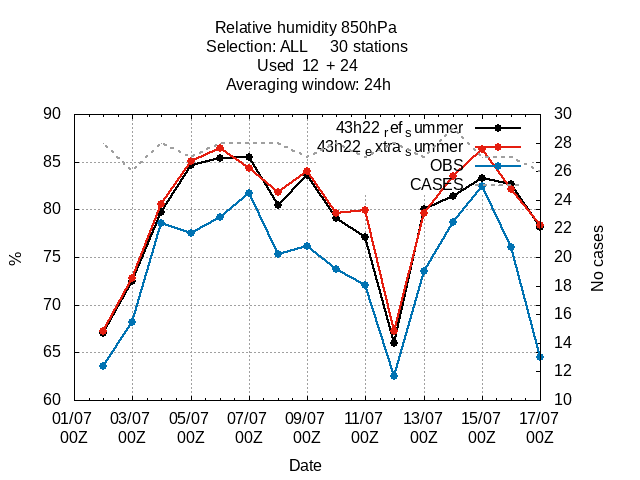 Relative humidity 850hPa
Selection: ALL     30 stations
Used  12  + 24
Averaging window: 24h
90
85
80
75
70
65
60
%
30
28
26
24
22
20
18
16
14
12
10
No cases
43h22 ref summer
43h22 extra summer
OBS
CASES
01/07 03/07 05/07 07/07 09/07 11/07 13/07 15/07 17/07
00Z 00Z 00Z 00Z 00Z 00Z 00Z 00Z 00Z
Date